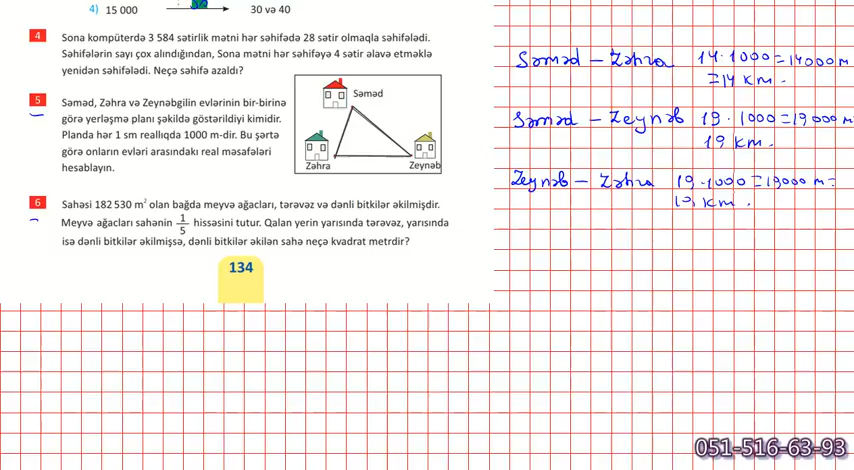 4) 15 000 30 və 40
4 Sona kompüterdə 3 584 sətirlik mətni hər səhifədə 28 sətir olmaqla səhifələdi.
Səhifələrin sayı çox alındığından, Sona mətni hər səhifəyə 4 sətir əlavə etməklə
yenidən səhifələdi. Neçə səhifə azaldı?
5 Səməd, Zəhra və Zeynəbgilin evlərinin bir-birinə
görə yerləşmə planı şəkildə göstərildiyi kimidir.
Planda hər 1 sm reallıqda 1000 m-dir. Bu şərtə
görə onların evləri arasındakı real məsafələri
hesablayın.
Səməd
Zəhra
Zeynəb
6 Sahəsi 182 530 m² olan bağda meyvə ağacları, tərəvəz və dənli bitkilər əkilmişdir.
Meyvə ağacları sahənin 1/5 hissəsini tutur. Qalan yerin yarısında tərəvəz, yarısında
isə dənli bitkilər əkilmişsə, dənli bitkilər əkilən sahə neçə kvadrat metrdir?
134
Səməd – Zəhra 14 · 1000 = 14000 m
= 14 km.
Səməd – Zeynəb 19 · 1000 = 19000 m
19 km.
Zeynəb – Zəhra 19 · 1000 = 19000 m =
19 km.
051-516-63-93